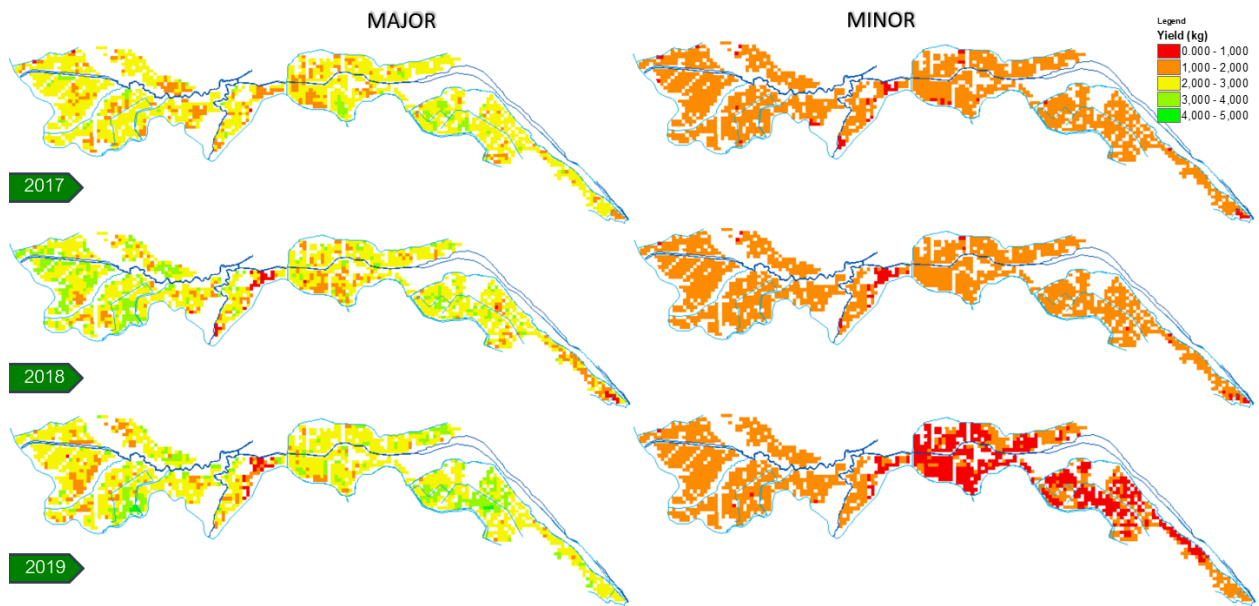 MAJOR
MINOR
Legend
Yield (kg)
0.000 - 1,000
1,000 - 2,000
2,000 - 3,000
3,000 - 4,000
4,000 - 5,000
2017
2018
2019